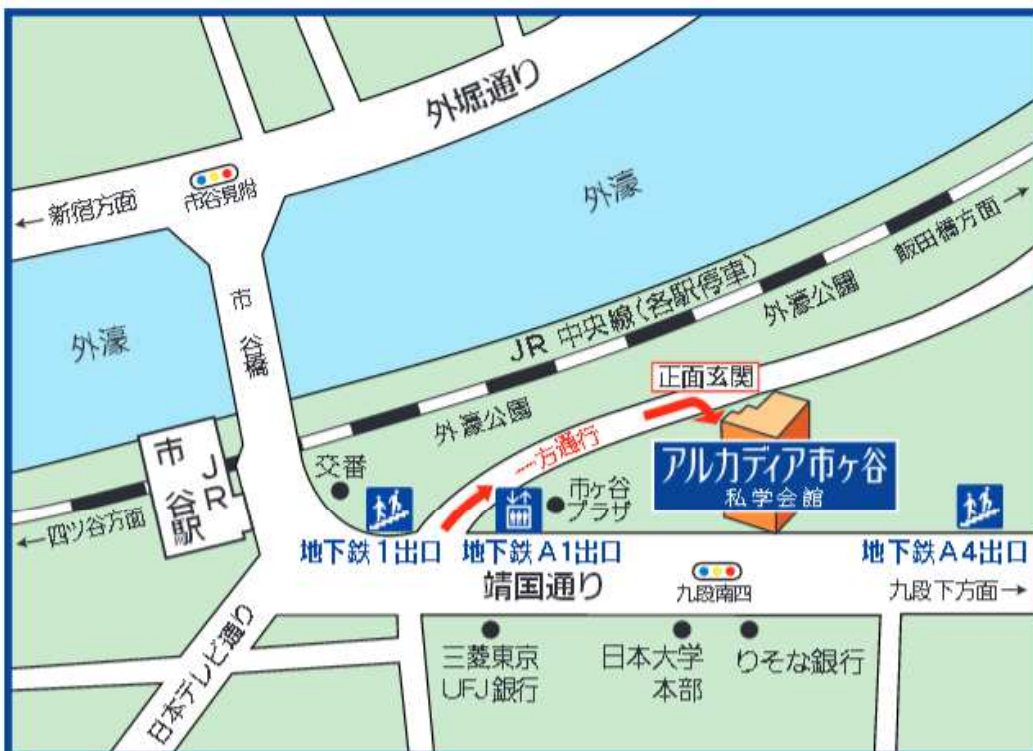 外堀通り
市谷見附
← 新宿方面
外濠
飯田橋方面 →
市谷橋
外濠
JR 中央線(各駅停車)
外濠公園
正面玄関
外濠公園
一方通行
アルカディア市ヶ谷
私学会館
JR
市谷駅
交番
市ヶ谷
プラザ
← 四ツ谷方面
地下鉄1出口
地下鉄A1出口
地下鉄A4出口
靖国通り
九段南四
九段下方面→
日本テレビ通り
三菱東京
UFJ銀行
日本大学
本部
りそな銀行